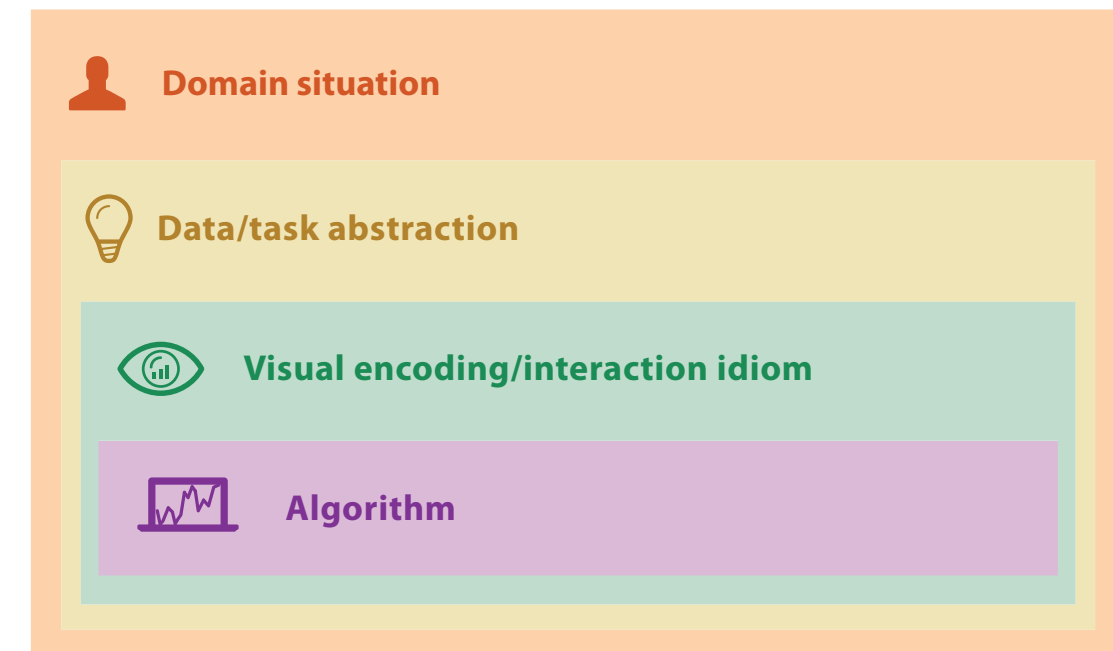 Domain situation
Data/task abstraction
Visual encoding/interaction idiom
Algorithm